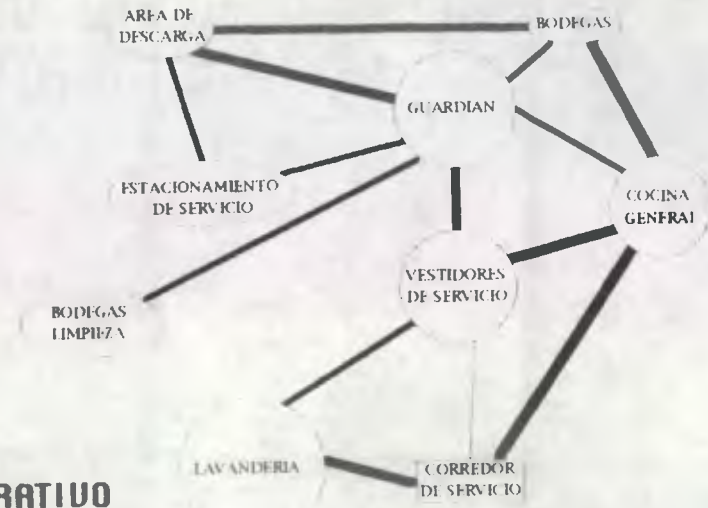 AREA DE
DESCARGA
BODEGAS
GUARDIAN
ESTACIONAMIENTO
DE SERVICIO
COCINA
GENERAL
VESTIDORES
DE SERVICIO
BODEGAS
LIMPIEZA
LAVANDERIA
CORREDOR
DE SERVICIO
RATIVO